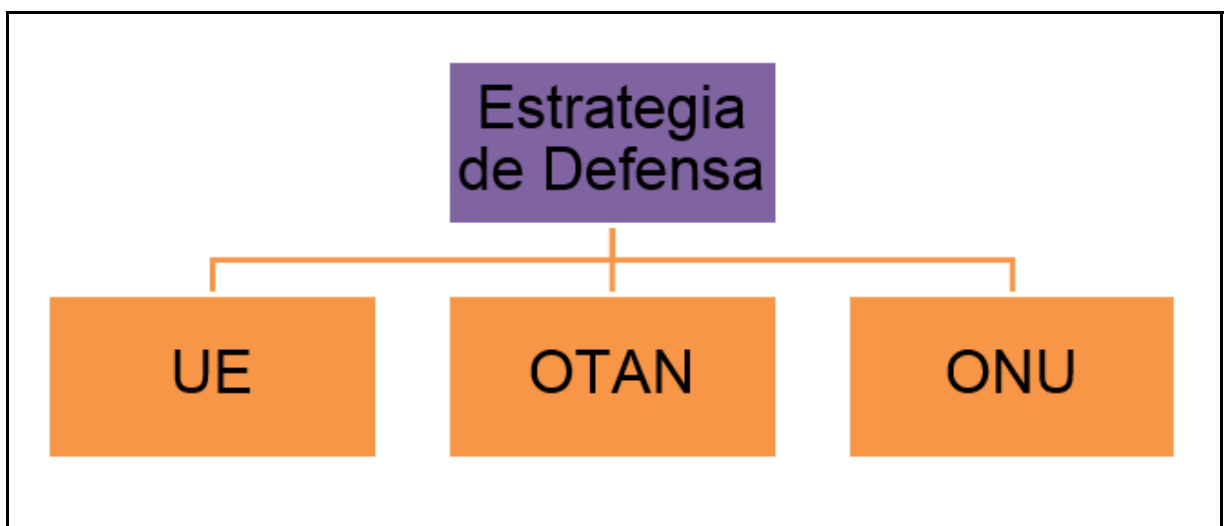 Estrategia
de Defensa
UE
OTAN
ONU